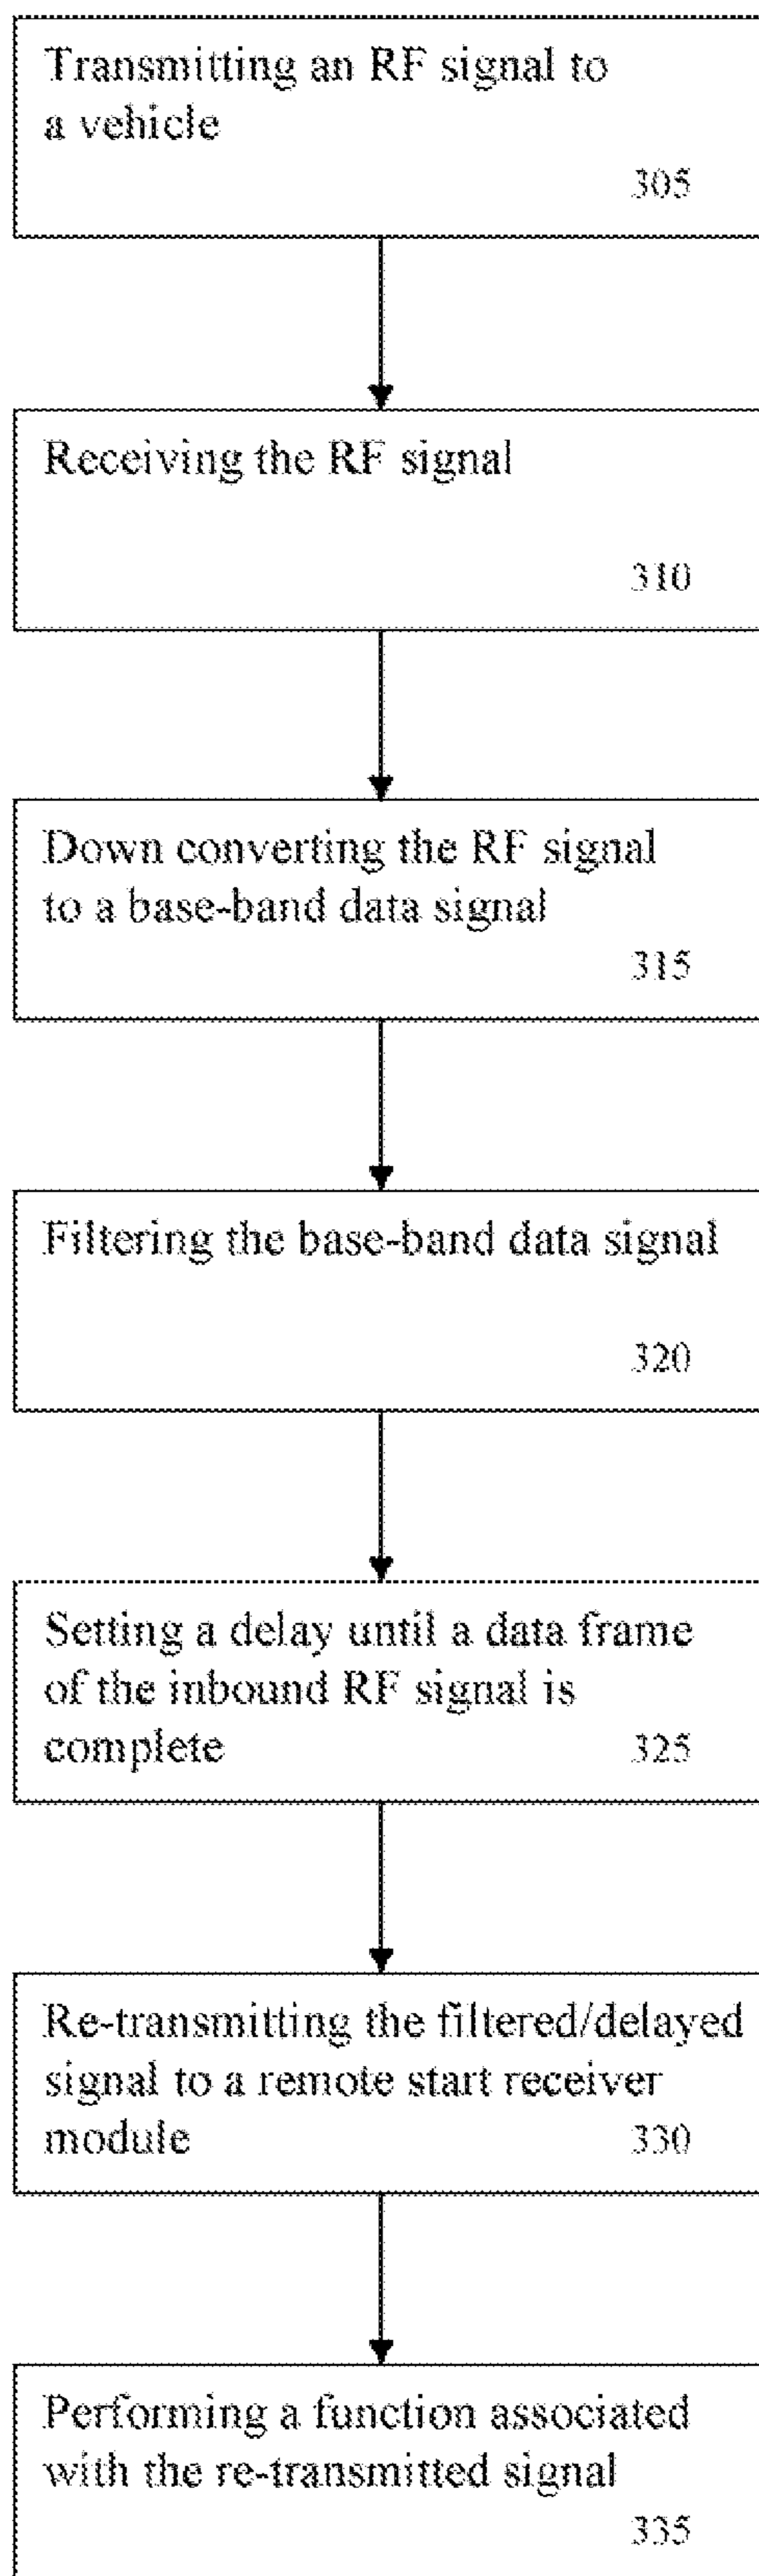 Transmitting an RF signal to
a vehicle
305
Receiving the RF signal
310
Down converting the RF signal
to a base-band data signal
315
Filtering the base-band data signal
320
Setting a delay until a data frame
of the inbound RF signal is
complete 325
Re-transmitting the filtered/delayed
signal to a remote start receiver
module 330
Performing a function associated
with the re-transmitted signal
335